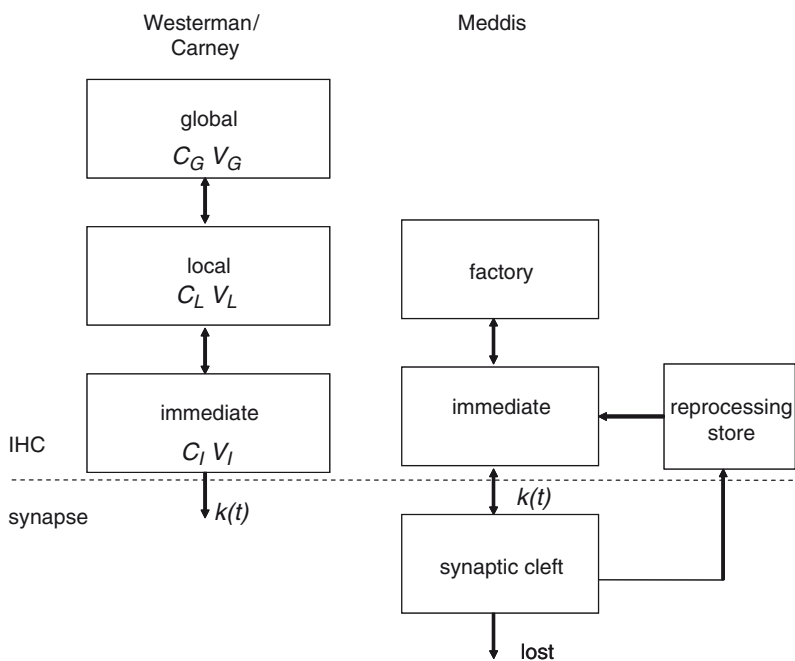 Westerman/
Carney
Meddis
global
C_G V_G
local
C_L V_L
factory
immediate
C_I V_I
immediate
reprocessing
store
IHC
k(t)
k(t)
synapse
synaptic cleft
lost